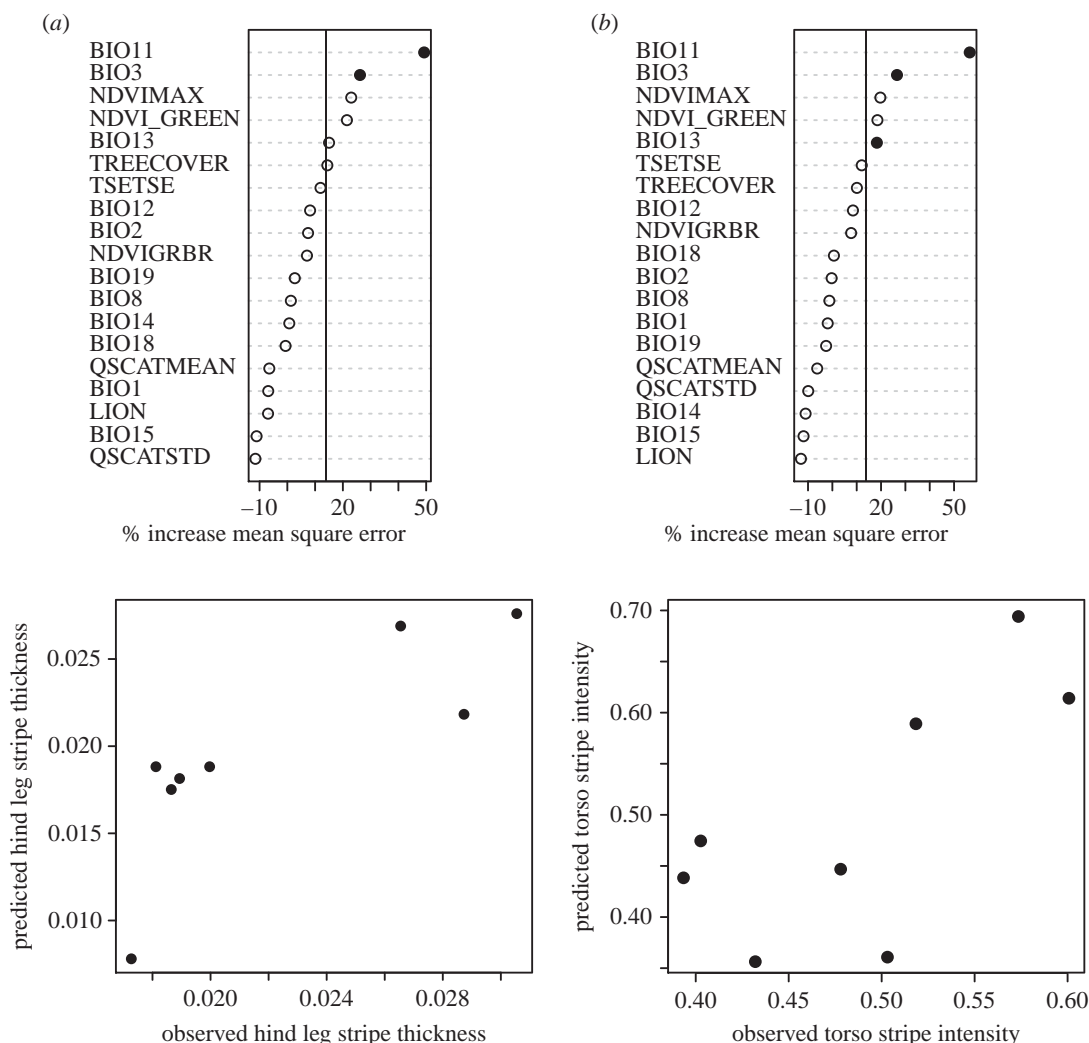 (a)
BIO11
BIO3
NDVIMAX
NDVI_GREEN
BIO13
TREECOVER
TSETSE
BIO12
BIO2
NDVIGRBR
BIO19
BIO8
BIO14
BIO18
QSCATMEAN
BIO1
LION
BIO15
QSCATSTD
–10 20 50
% increase mean square error
(b)
BIO11
BIO3
NDVIMAX
NDVI_GREEN
BIO13
TSETSE
TREECOVER
BIO12
NDVIGRBR
BIO18
BIO2
BIO8
BIO1
BIO19
QSCATMEAN
QSCATSTD
BIO14
BIO15
LION
–10 20 50
% increase mean square error
predicted hind leg stripe thickness
0.025
0.020
0.015
0.010
0.020 0.024 0.028
observed hind leg stripe thickness
predicted torso stripe intensity
0.70
0.60
0.50
0.40
0.40 0.45 0.50 0.55 0.60
observed torso stripe intensity